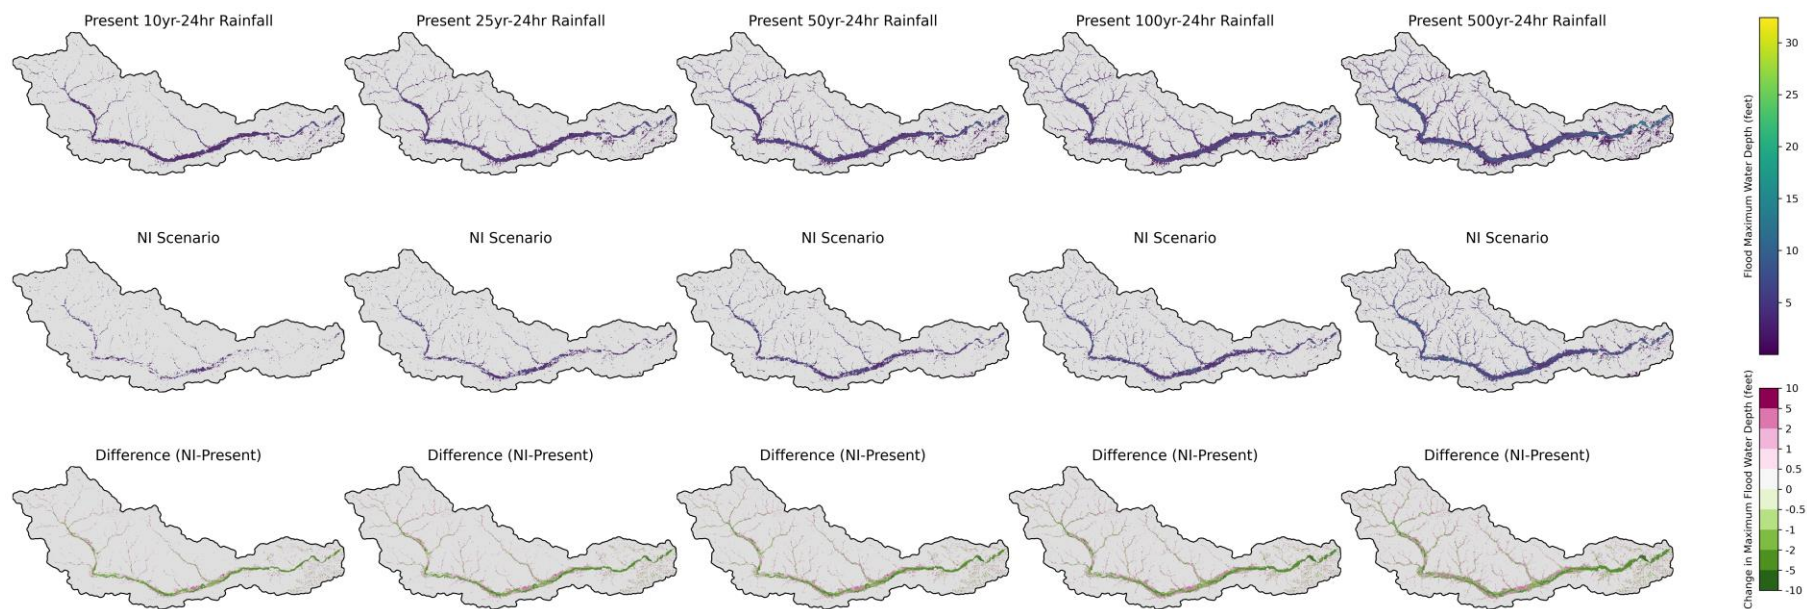 Present 10yr-24hr Rainfall
Present 25yr-24hr Rainfall
Present 50yr-24hr Rainfall
Present 100yr-24hr Rainfall
Present 500yr-24hr Rainfall
30
25
20
15
10
5
Flood Maximum Water Depth (feet)
NI Scenario
NI Scenario
NI Scenario
NI Scenario
NI Scenario
Difference (NI-Present)
Difference (NI-Present)
Difference (NI-Present)
Difference (NI-Present)
Difference (NI-Present)
10
5
2
1
0.5
0
-0.5
-1
-2
-5
-10
Change in Maximum Flood Water Depth (feet)